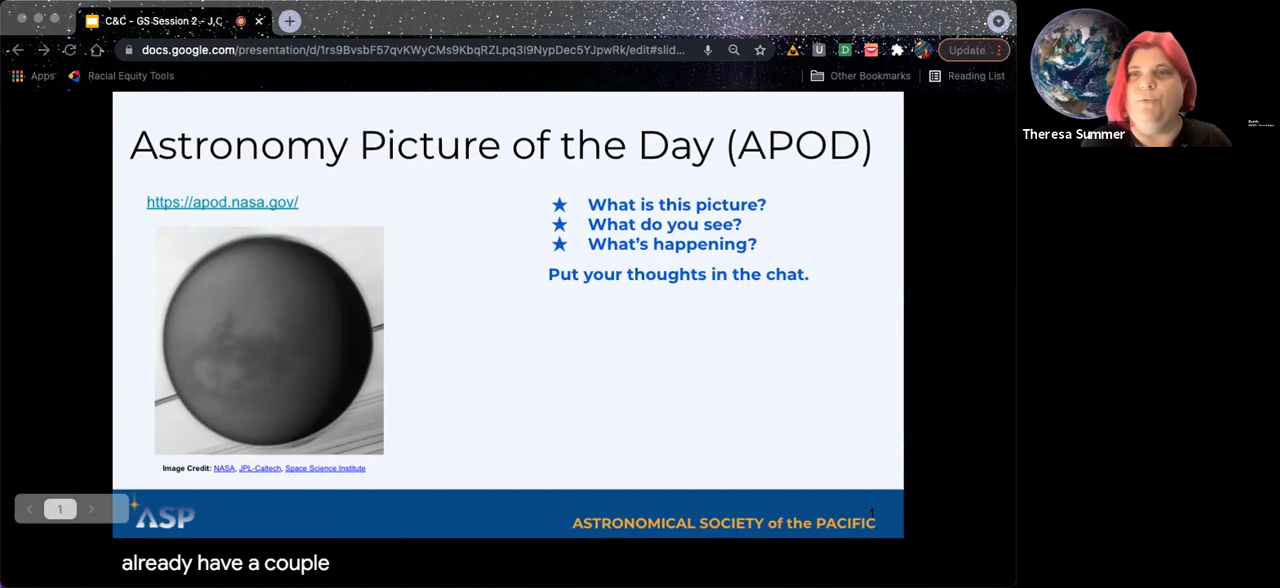 C&C - GS Session 2 - J,C
docs.google.com/presentation/d/1rs9BvsbF57qvKWyCMs9KbqRZLpq3I9NypDec5YJpwRk/edit#slid...
Update
Apps
Racial Equity Tools
Other Bookmarks
Reading List
Theresa Summer
Astronomy Picture of the Day (APOD)
https://apod.nasa.gov/
★ What is this picture?
★ What do you see?
★ What's happening?
Put your thoughts in the chat.
Image Credit: NASA, JPL-Caltech, Space Science Institute
1
ASP
ASTRONOMICAL SOCIETY of the PACIFIC
1
already have a couple